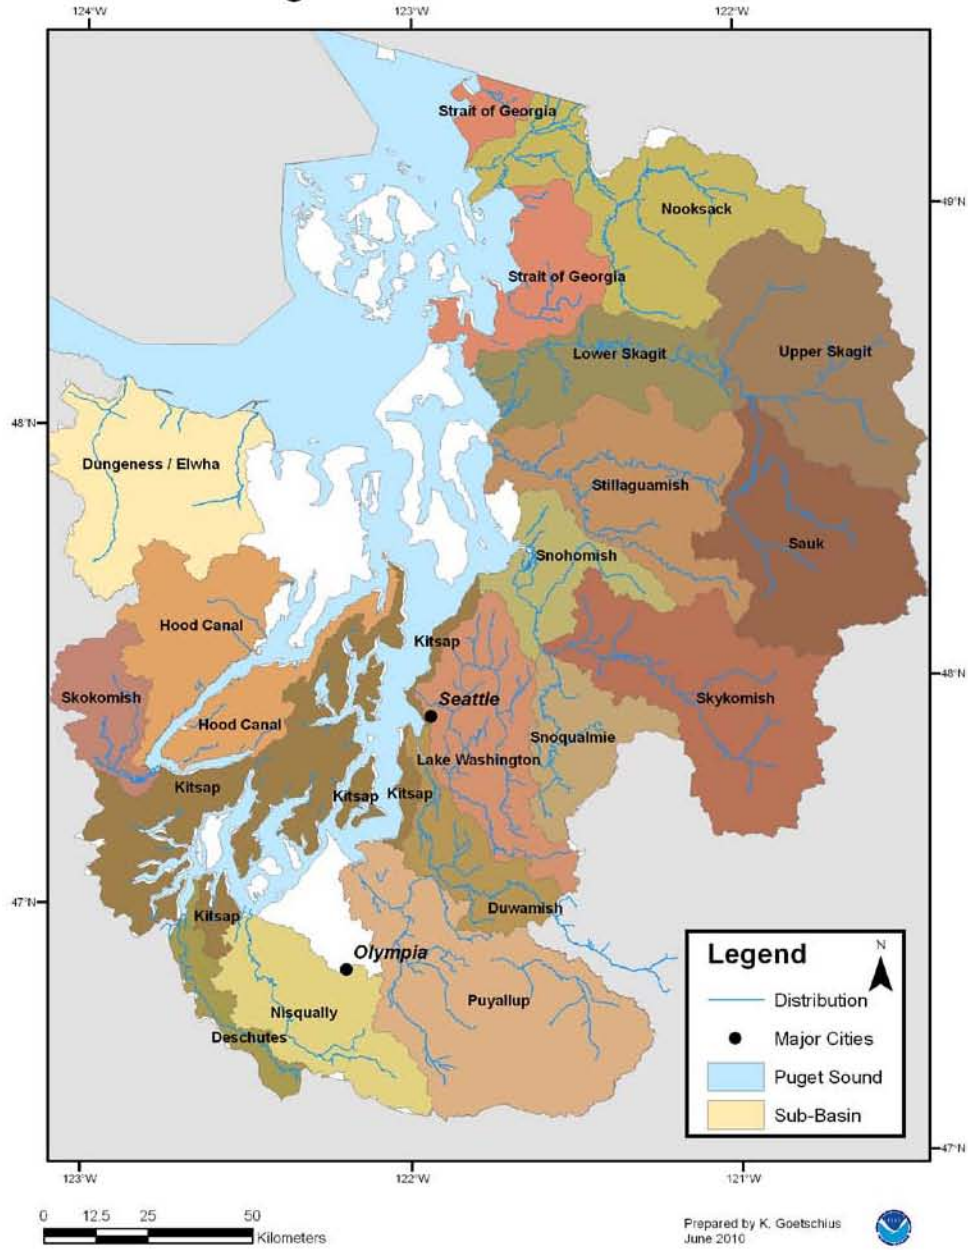 124°W 123°W 122°W
Strait of Georgia
49°N
Nooksack
Strait of Georgia
Lower Skagit
Upper Skagit
48°N
Dungeness / Elwha
Stillaguamish
Sauk
Snohomish
Hood Canal
Kitsap
48°N
Skokomish
Seattle
Skykomish
Hood Canal
Snoqualmie
Lake Washington
Kitsap
Kitsap
Kitsap
47°N
Duwamish
Kitsap
Olympia
Puyallup
Nisqually
Deschutes
Legend
N
Distribution
Major Cities
Puget Sound
Sub-Basin
47°N
123°W 122°W 121°W
0 12.5 25 50
Kilometers
Prepared by K. Goetschius
June 2010